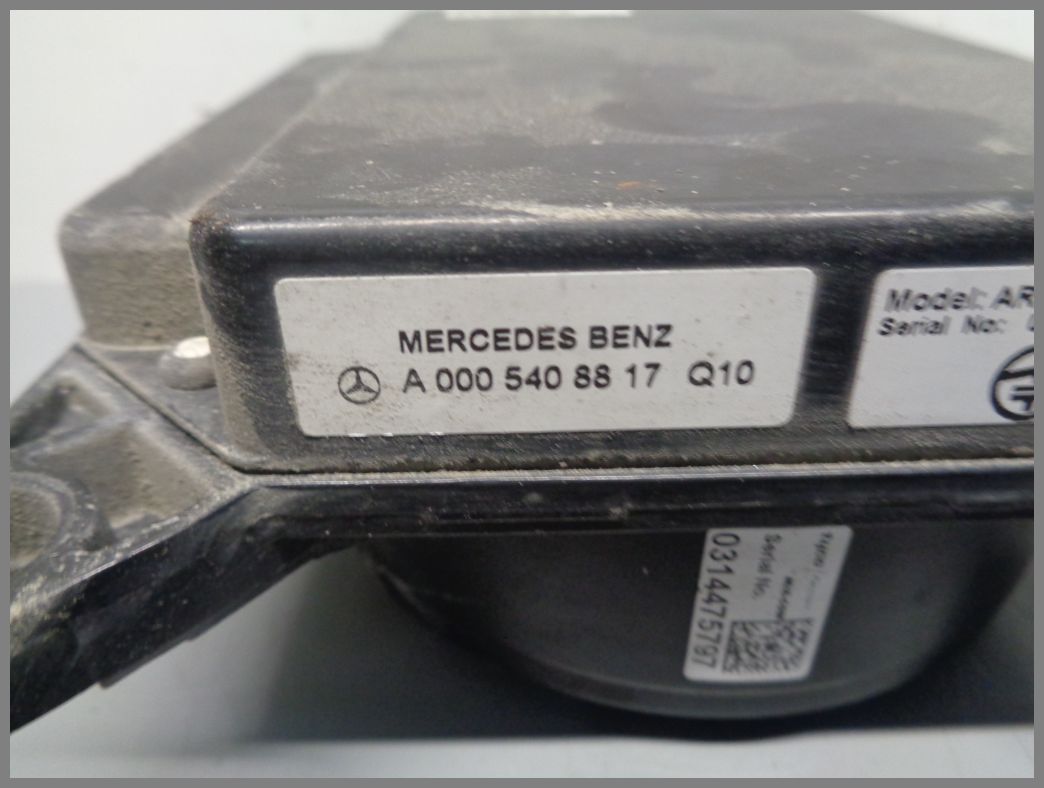 MERCEDES BENZ
A 000 540 88 17 Q10
Model: AR
Serial No:
Serial No.
0314475797